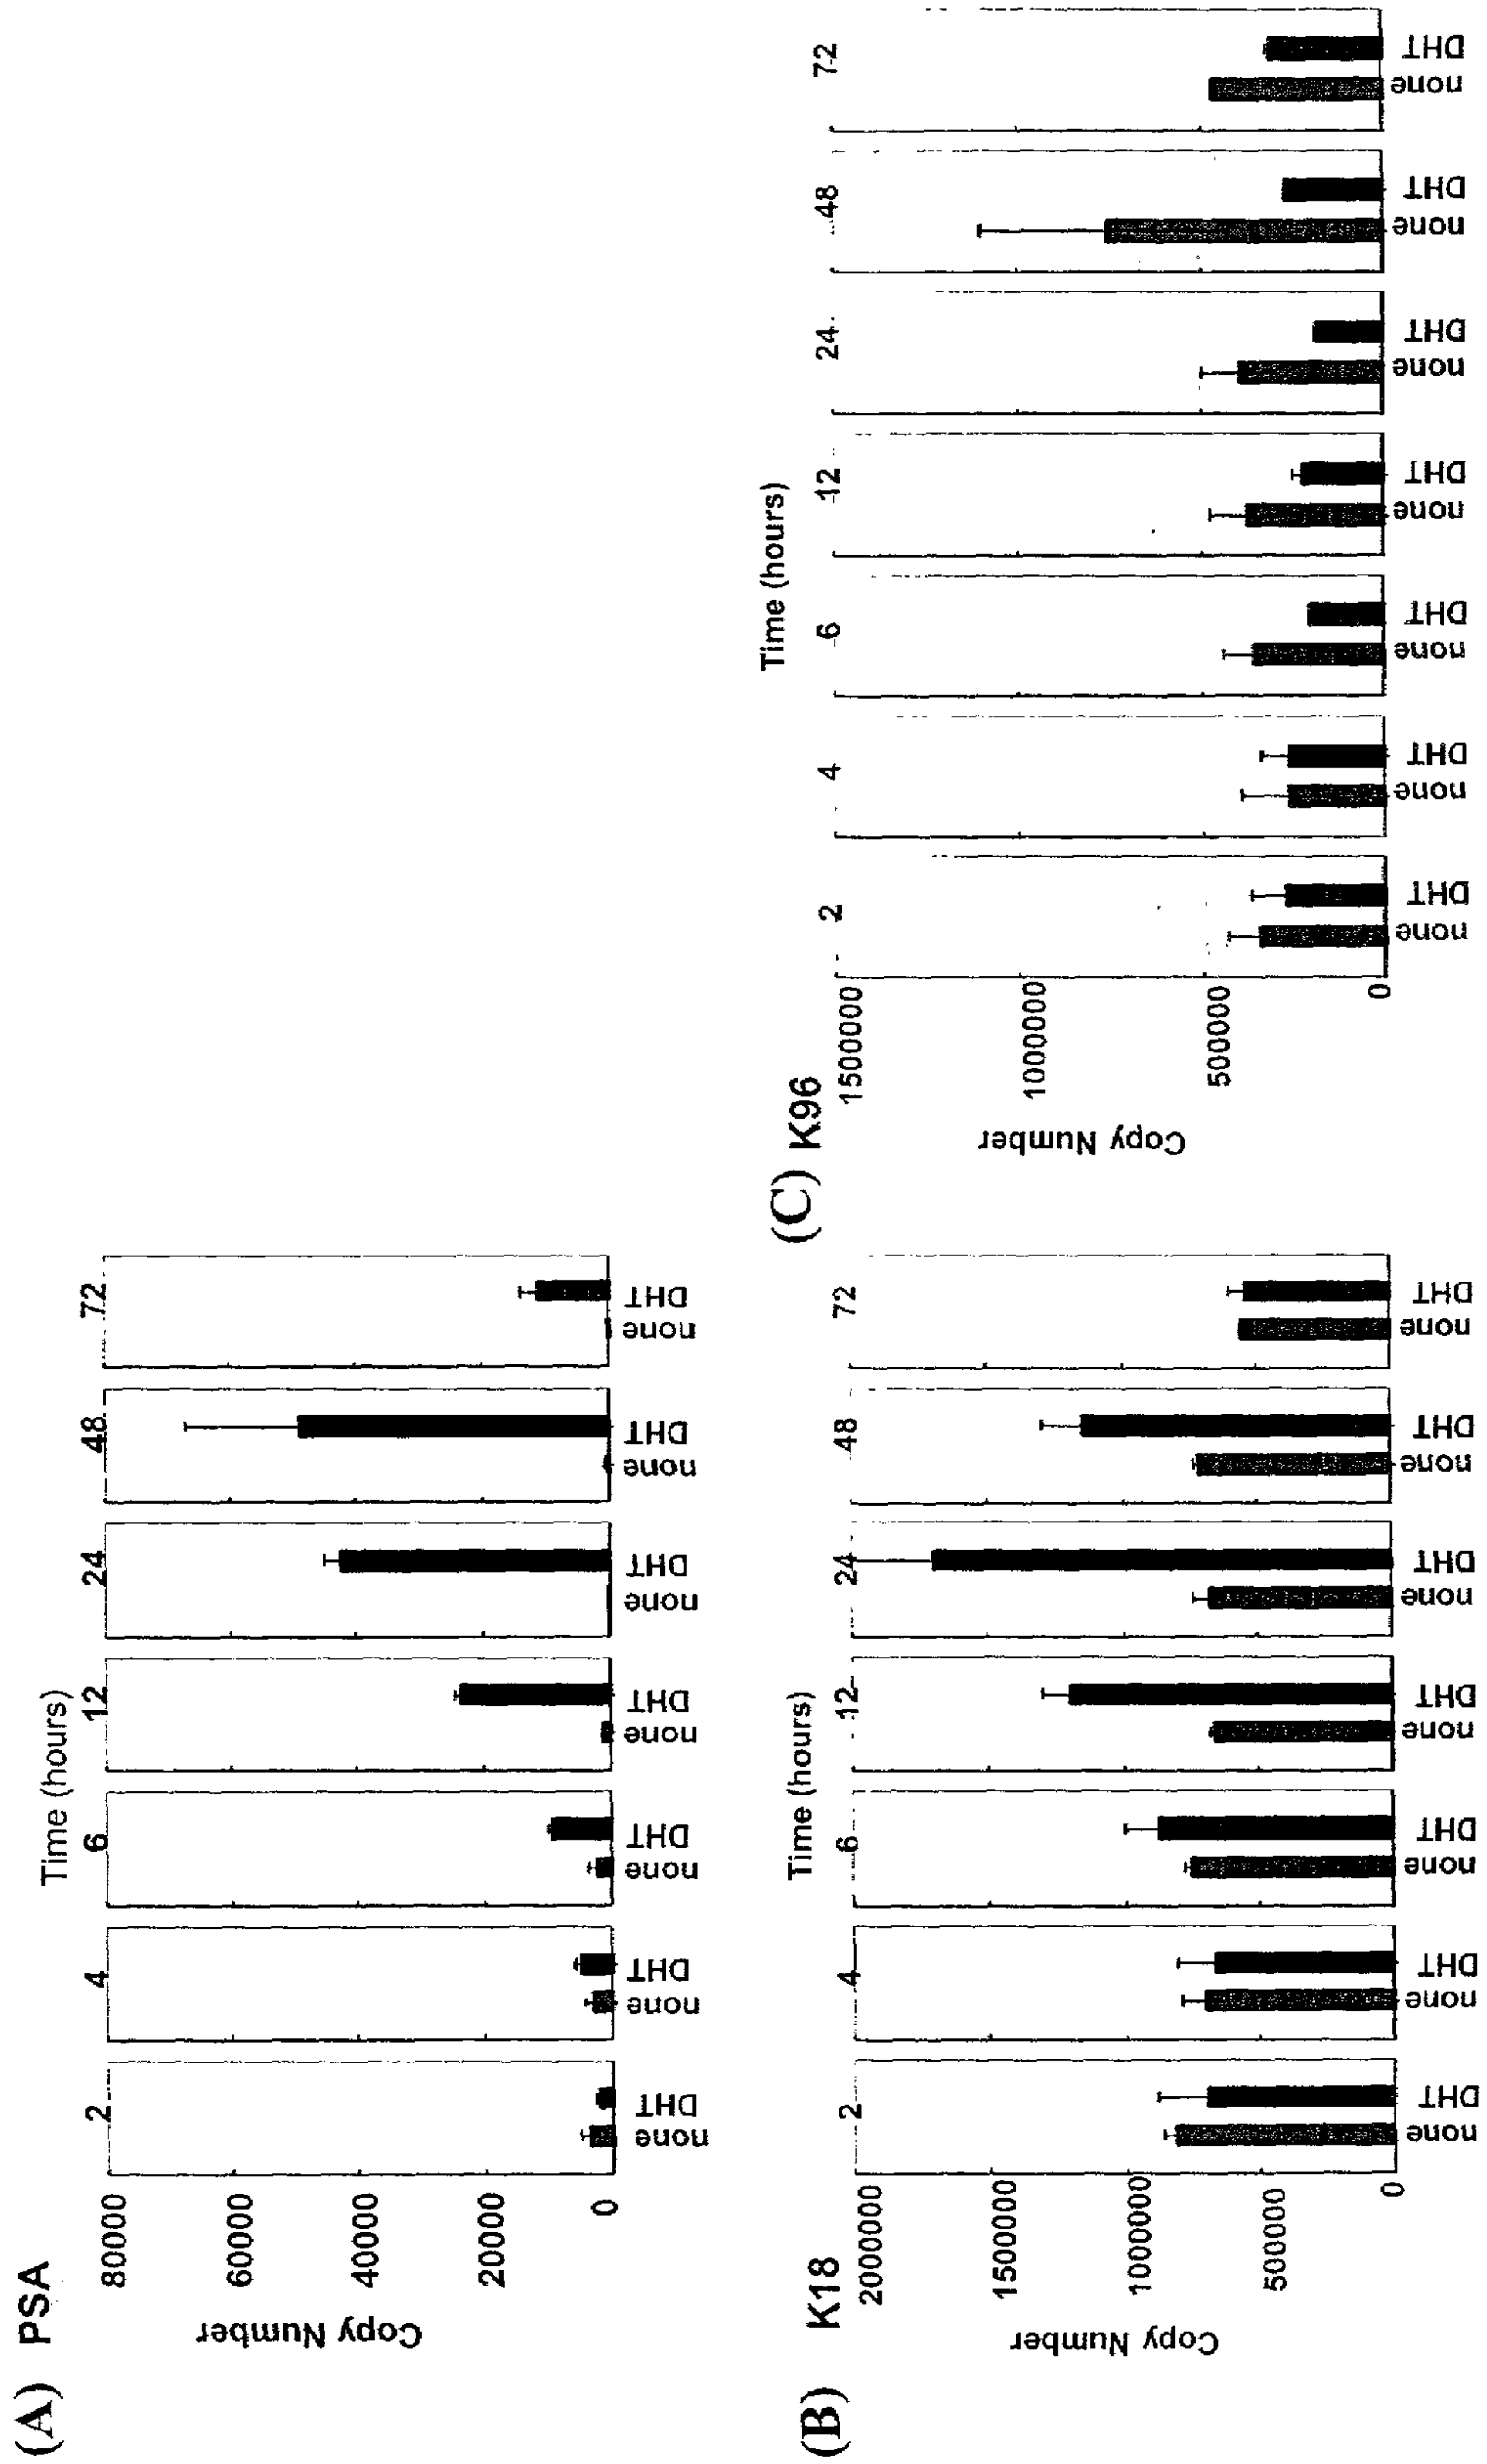 (A) PSA
Time (hours)
2 4 6 12 24 48 72
80000
60000
40000
20000
0
Copy Number
none DHT none DHT none DHT none DHT none DHT none DHT none DHT
(B) K18
Time (hours)
2 4 6 12 24 48 72
2000000
1500000
1000000
500000
0
Copy Number
none DHT none DHT none DHT none DHT none DHT none DHT none DHT
(C) K96
Time (hours)
2 4 6 12 24 48 72
1500000
1000000
500000
0
Copy Number
none DHT none DHT none DHT none DHT none DHT none DHT none DHT